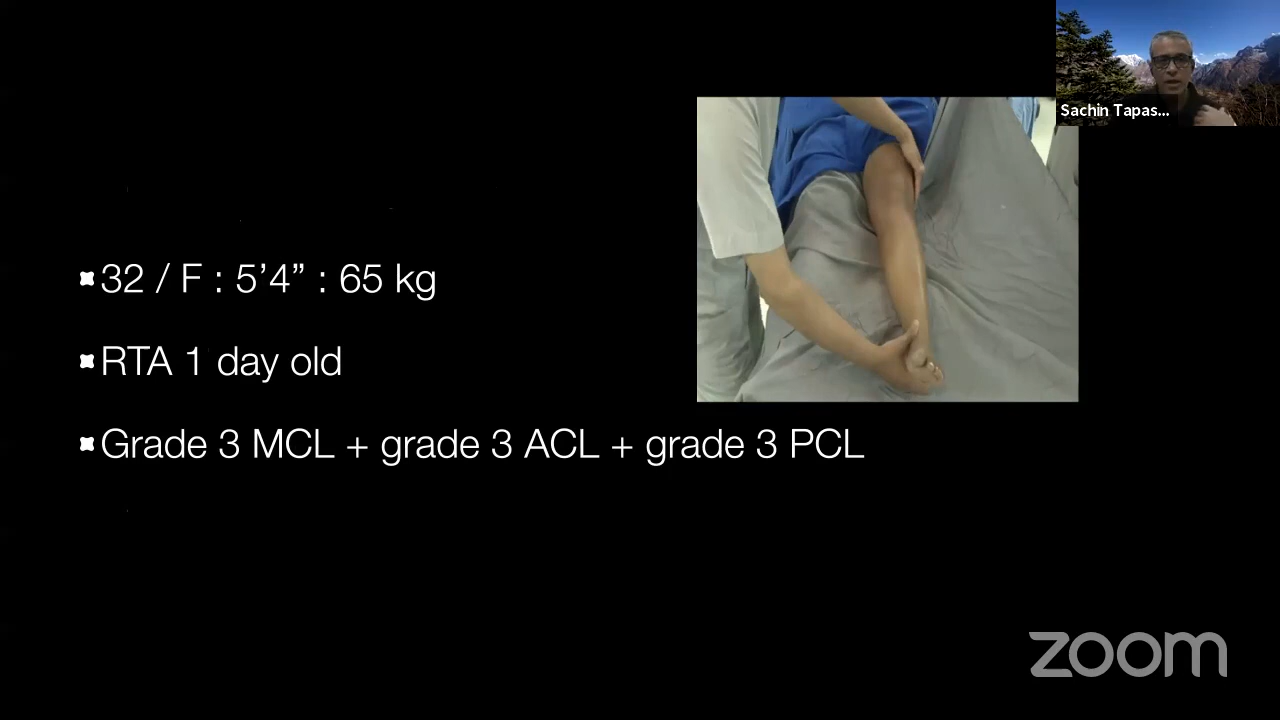 Sachin Tapas...
32 / F : 5’4” : 65 kg
RTA 1 day old
Grade 3 MCL + grade 3 ACL + grade 3 PCL
zoom